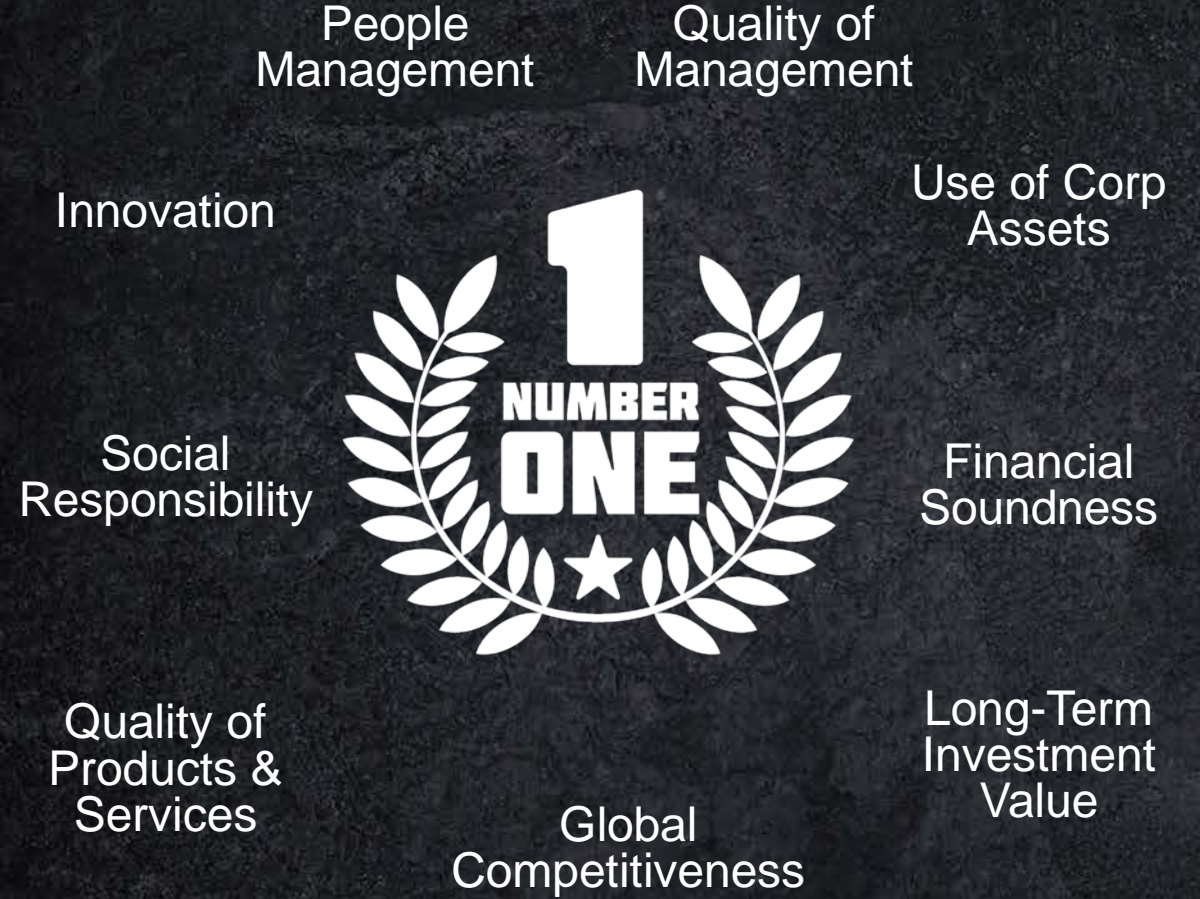 People
Management
Quality of
Management
Innovation
Use of Corp
Assets
1
NUMBER
ONE
Social
Responsibility
Financial
Soundness
Quality of
Products &
Services
Long-Term
Investment
Value
Global
Competitiveness